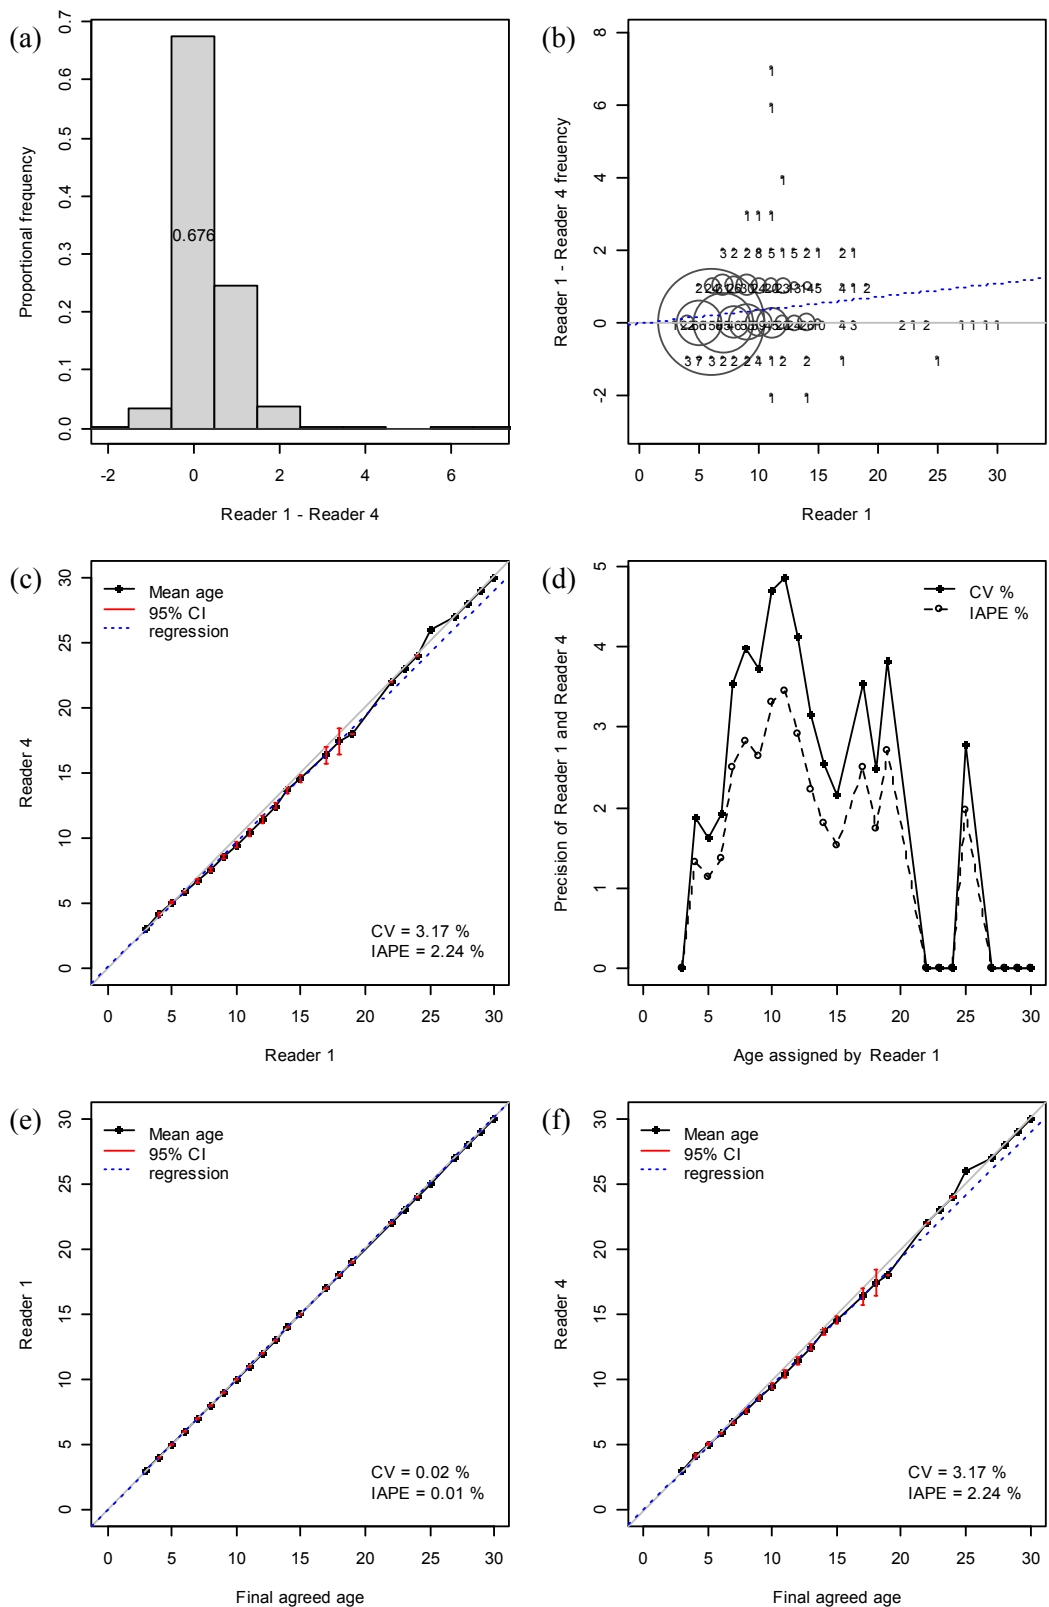 (a)
0.0 0.1 0.2 0.3 0.4 0.5 0.6 0.7
Proportional frequency
0.676
-2 0 2 4 6
Reader 1 - Reader 4
(b)
-2 0 2 4 6 8
Reader 1 - Reader 4 freuency
1
1
1
1 1 1
3 2 2 8 5 1 5 2 1 2 1
2 4 1 2
4 3 2 1 2 1 1 1 1
3 7 3 2 2 2 4 1 2 2 1 1
1 1
0 5 10 15 20 25 30
Reader 1
(c)
0 5 10 15 20 25 30
Reader 4
Mean age
95% CI
regression
CV = 3.17 %
IAPE = 2.24 %
0 5 10 15 20 25 30
Reader 1
(d)
0 1 2 3 4 5
Precision of Reader 1 and Reader 4
CV %
IAPE %
0 5 10 15 20 25 30
Age assigned by Reader 1
(e)
0 5 10 15 20 25 30
Reader 1
Mean age
95% CI
regression
CV = 0.02 %
IAPE = 0.01 %
0 5 10 15 20 25 30
Final agreed age
(f)
0 5 10 15 20 25 30
Reader 4
Mean age
95% CI
regression
CV = 3.17 %
IAPE = 2.24 %
0 5 10 15 20 25 30
Final agreed age